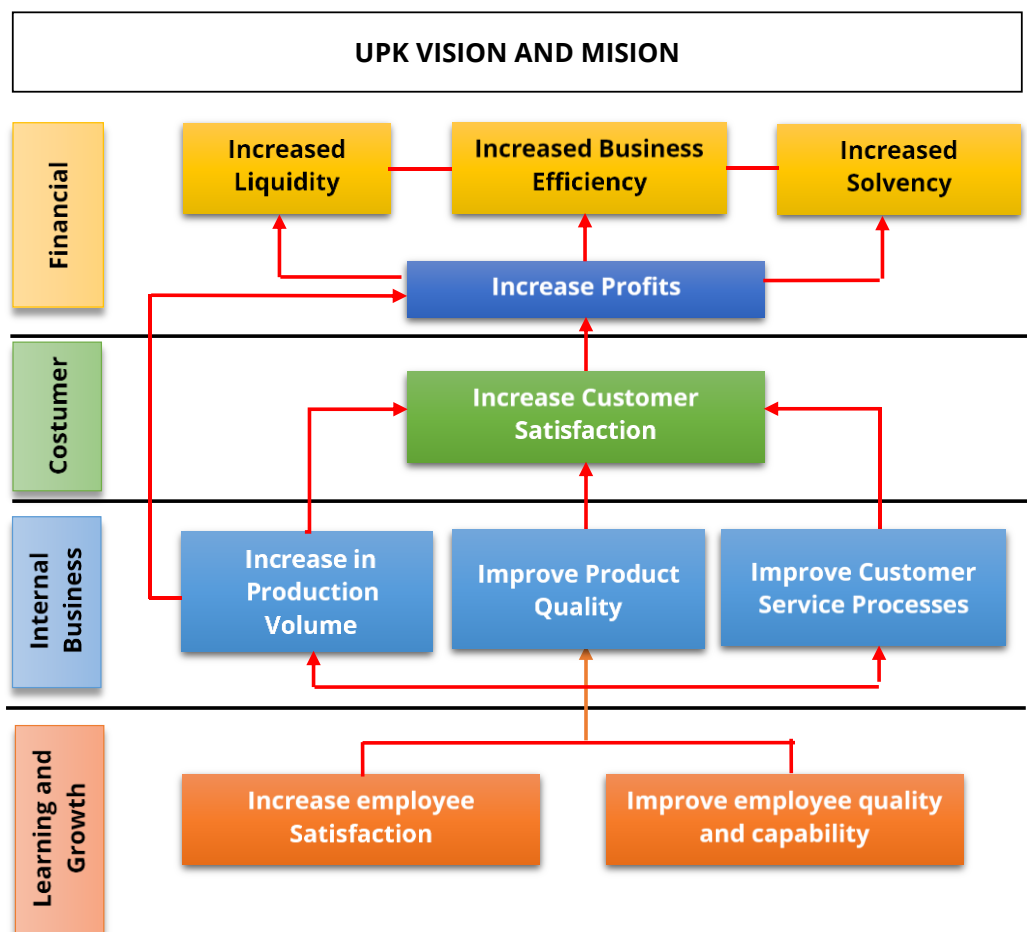 UPK VISION AND MISION
Financial
Increased
Liquidity
Increased Business
Efficiency
Increased
Solvency
Increase Profits
Costumer
Increase Customer
Satisfaction
Internal
Business
Increase in
Production
Volume
Improve Product
Quality
Improve Customer
Service Processes
Learning and
Growth
Increase employee
Satisfaction
Improve employee quality
and capability